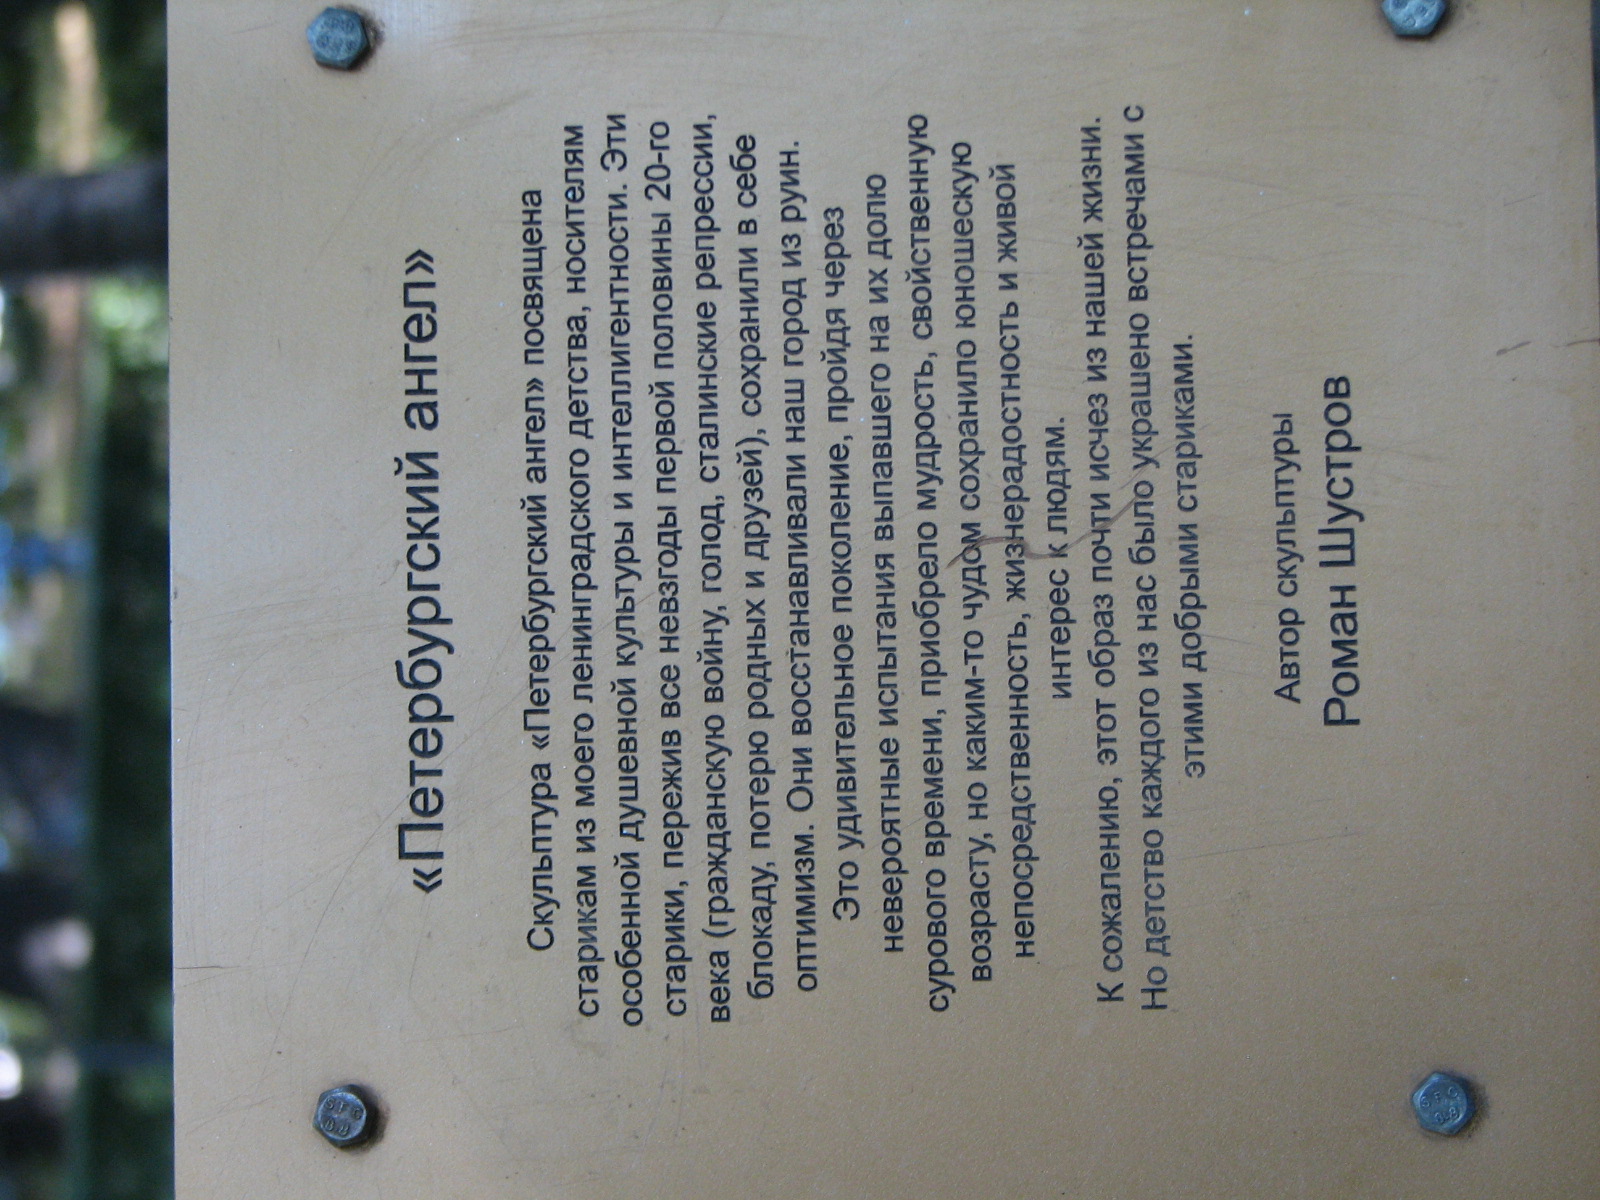 «Петербургский ангел»
Скульптура «Петербургский ангел» посвящена
старикам из моего ленинградского детства, носителям
особенной душевной культуры и интеллигентности. Эти
старики, пережив все невзгоды первой половины 20-го
века (гражданскую войну, голод, сталинские репрессии,
блокаду, потерю родных и друзей), сохранили в себе
оптимизм. Они восстанавливали наш город из руин.
Это удивительное поколение, пройдя через
невероятные испытания выпавшего на их долю
сурового времени, приобрело мудрость, свойственную
возрасту, но каким-то чудом сохранило юношескую
непосредственность, жизнерадостность и живой
интерес к людям.
К сожалению, этот образ почти исчез из нашей жизни.
Но детство каждого из нас было украшено встречами с
этими добрыми стариками.
Автор скульптуры
Роман Шустров